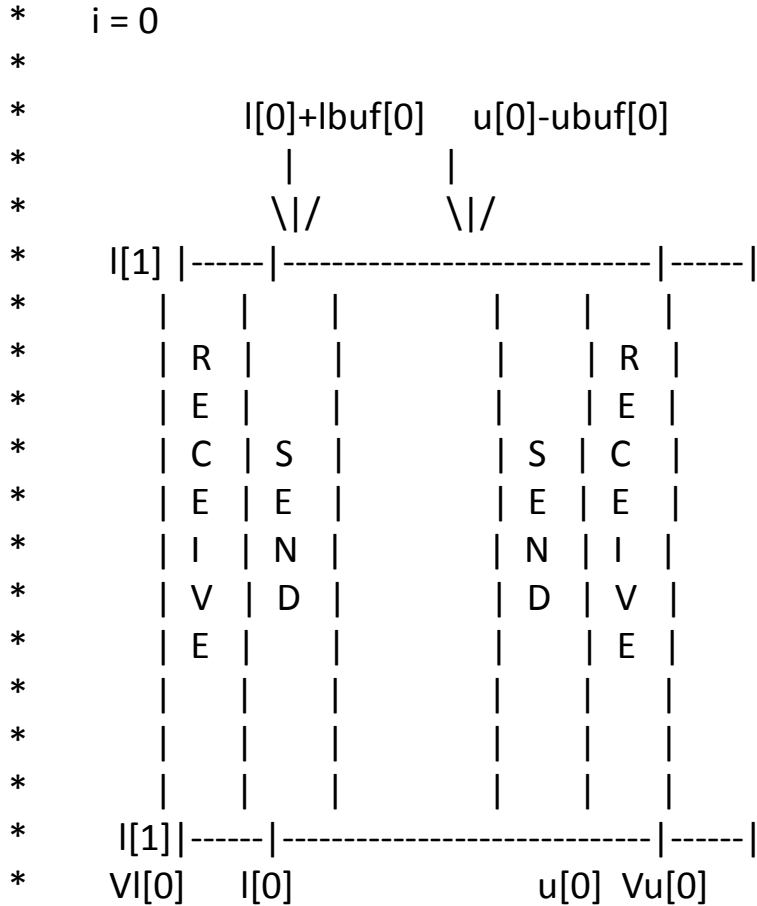 * i = 0
*
* l[0]+lbuf[0] u[0]-ubuf[0]
* | |
* \|/ \|/
* l[1] |------|------------------------------|------|
* | | | | | |
* | R | | | | R |
* | E | | | | E |
* | C | S | | S | C |
* | E | E | | E | E |
* | I | N | | N | I |
* | V | D | | D | V |
* | E | | | | E |
* | | | | | |
* | | | | | |
* | | | | | |
* l[1]|------|------------------------------|------|
* Vl[0] l[0] u[0] Vu[0]